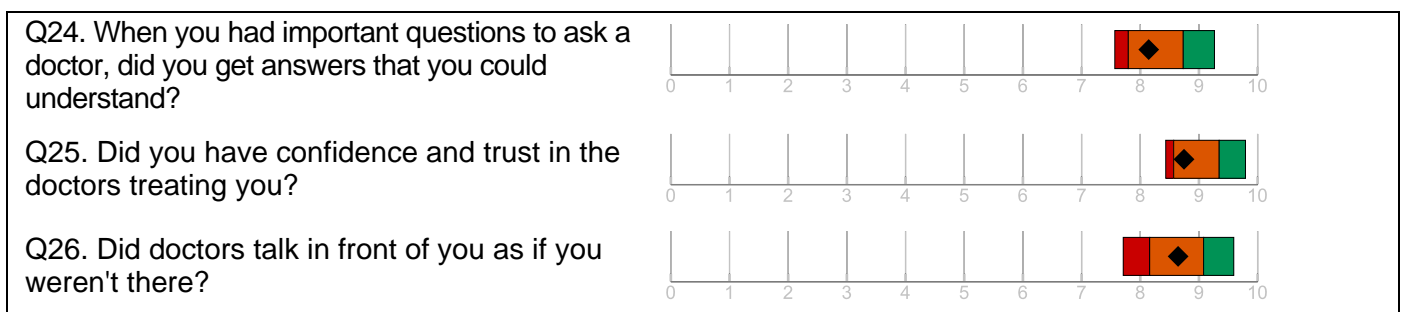 Q24. When you had important questions to ask a
doctor, did you get answers that you could
understand?
0 1 2 3 4 5 6 7 8 9 10
Q25. Did you have confidence and trust in the
doctors treating you?
0 1 2 3 4 5 6 7 8 9 10
Q26. Did doctors talk in front of you as if you
weren't there?
0 1 2 3 4 5 6 7 8 9 10